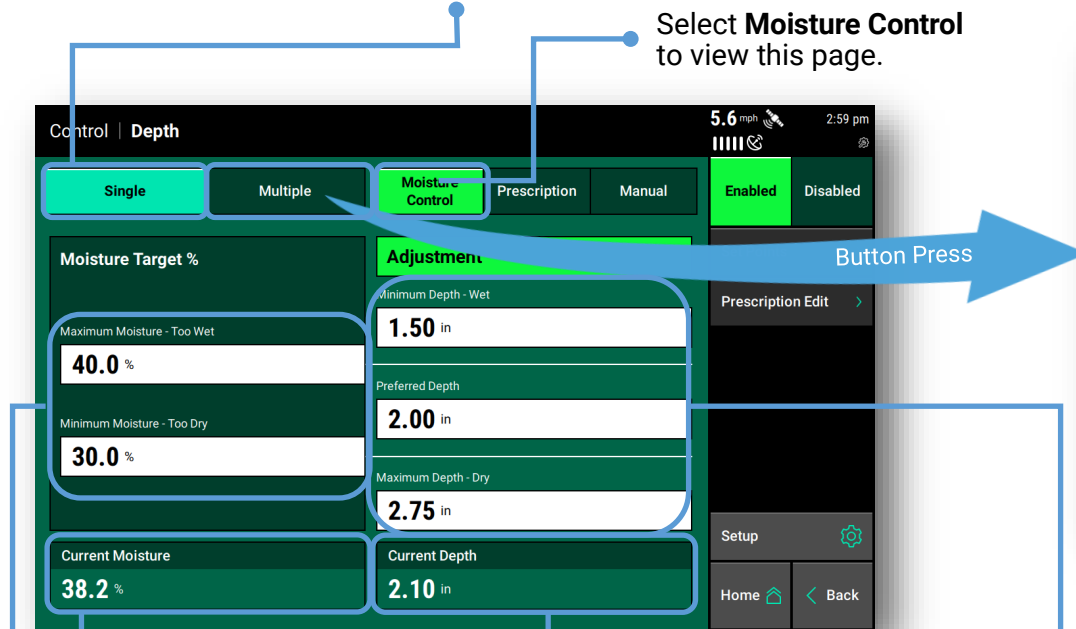 Select Moisture Control
to view this page.
Control | Depth
5.6 mph
2:59 pm
Single
Multiple
Moisture
Control
Prescription
Manual
Enabled
Disabled
Button Press
Moisture Target %
Adjustment
Minimum Depth - Wet
1.50 in
Prescription Edit >
Maximum Moisture - Too Wet
40.0 %
Preferred Depth
2.00 in
Minimum Moisture - Too Dry
30.0 %
Maximum Depth - Dry
2.75 in
Setup
Current Moisture
38.2 %
Current Depth
2.10 in
Home
< Back